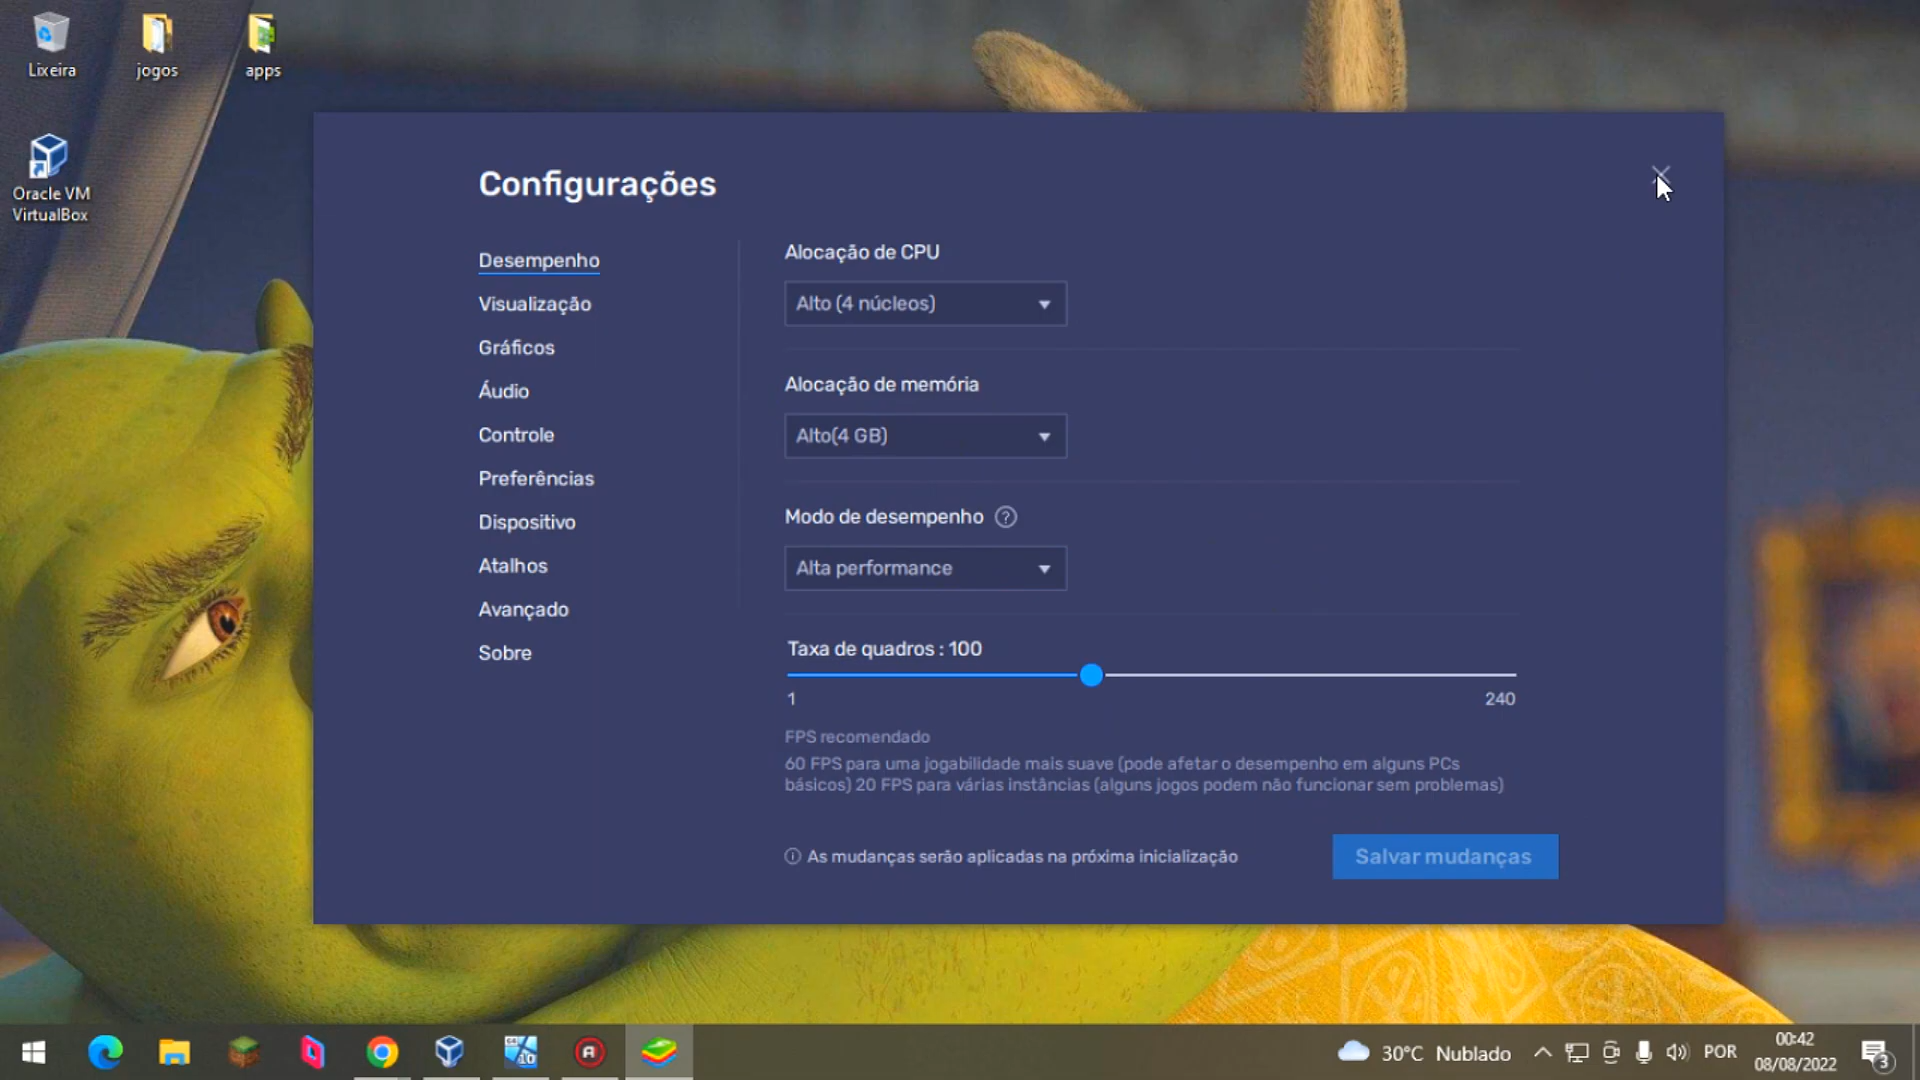 Lixeira
jogos
apps
Oracle VM
VirtualBox
Configurações
Desempenho
Visualização
Gráficos
Áudio
Controle
Preferências
Dispositivo
Atalhos
Avançado
Sobre
Alocação de CPU
Alto (4 núcleos)
Alocação de memória
Alto(4 GB)
Modo de desempenho ?
Alta performance
Taxa de quadros : 100
1 240
FPS recomendado
60 FPS para uma jogabilidade mais suave (pode afetar o desempenho em alguns PCs
básicos) 20 FPS para várias instâncias (alguns jogos podem não funcionar sem problemas)
As mudanças serão aplicadas na próxima inicialização
Salvar mudanças
30°C Nublado
POR
00:42
08/08/2022
3